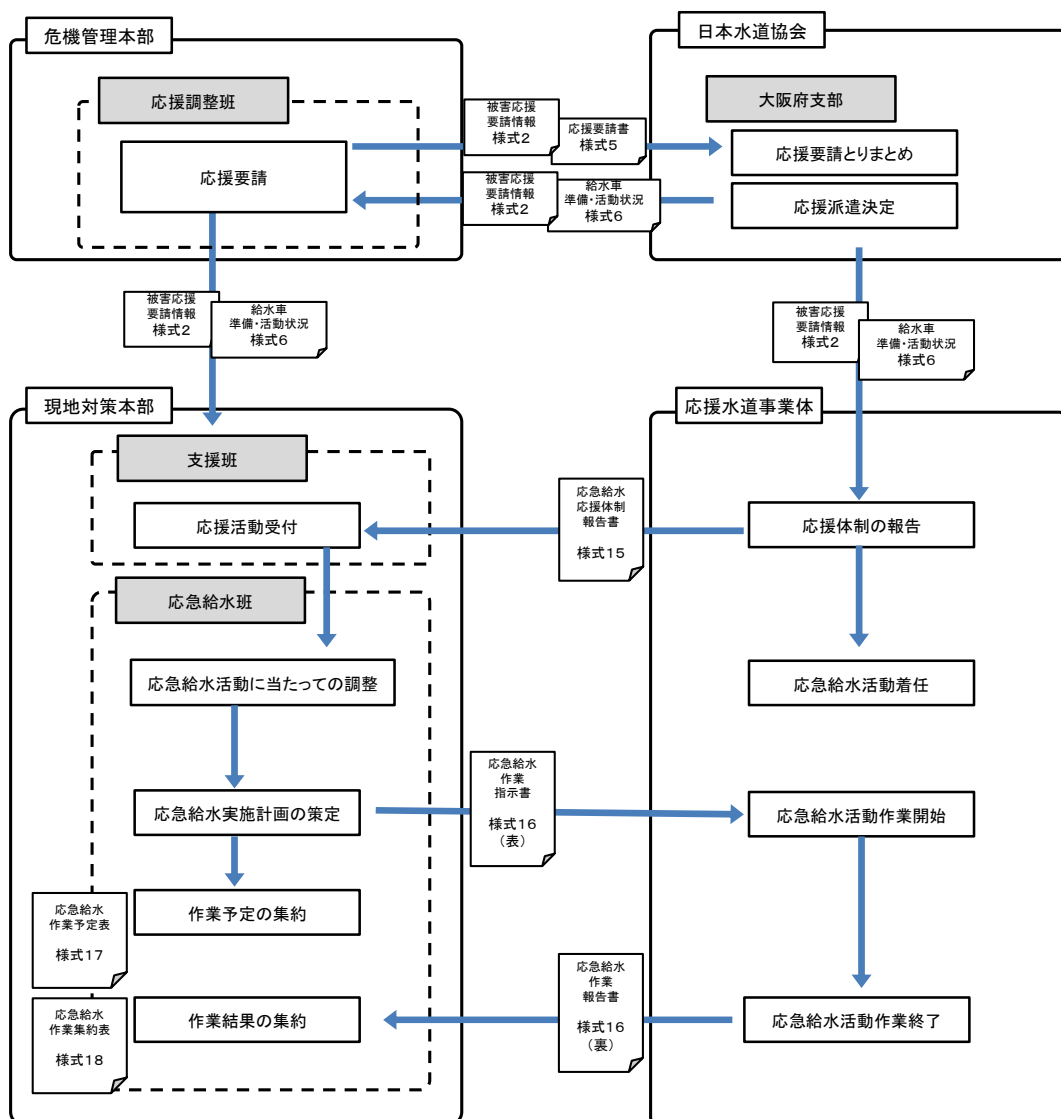 危機管理本部
日本水道協会
応援調整班
大阪府支部
被害応援
要請情報
様式2
応援要請書
様式5
応援要請
応援要請とりまとめ
被害応援
要請情報
様式2
給水車
準備・活動状況
様式6
応援派遣決定
被害応援
要請情報
様式2
給水車
準備・活動状況
様式6
被害応援
要請情報
様式2
給水車
準備・活動状況
様式6
現地対策本部
応援水道事業体
支援班
応援活動受付
応急給水
応援体制
報告書
様式15
応援体制の報告
応急給水班
応急給水活動に当たっての調整
応急給水活動着任
応急給水実施計画の策定
応急給水
作業
指示書
様式16
(表)
応急給水活動作業開始
応急給水
作業予定表
様式17
作業予定の集約
応急給水
作業集約表
様式18
作業結果の集約
応急給水
作業
報告書
様式16
(裏)
応急給水活動作業終了